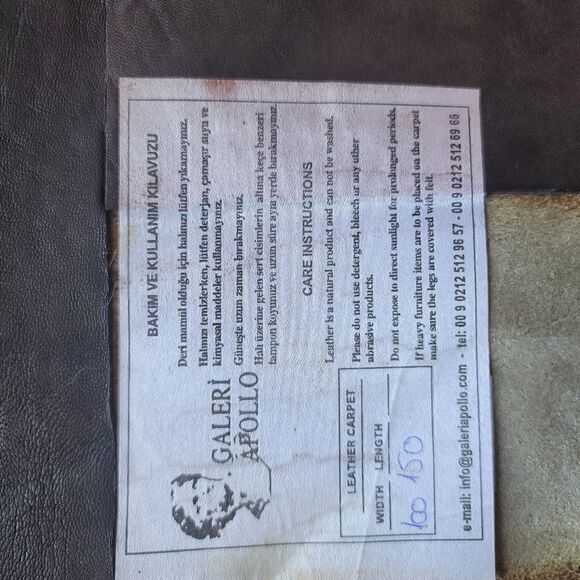 BAKIM VE KULLANIM KILAVUZU
Deri mamül olduğu için halınızı lütfen yıkamayınız.
Halınızı temizlerken, lütfen deterjan, çamaşır suyu ve
kimyasal maddeler kullanmayınız.
Güneşte uzun zaman bırakmayınız.
Halı üzerine gelen sert cisimlerin altına keçe benzeri
tampon koyunuz ve uzun süre aynı yerde bırakmayınız.
GALERİ
APOLLO
CARE INSTRUCTIONS
Leather is a natural product and can not be washed.
Please do not use detergent, bleech or any other
abrasive products.
Do not expose to direct sunlight for prolonged periods.
If heavy furniture items are to be placed on the carpet
make sure the legs are covered with felt.
LEATHER CARPET
WIDTH LENGTH
100 150
e-mail: info@galeriapollo.com - tel: 00 9 0212 512 96 57 - 00 9 0212 512 69 66